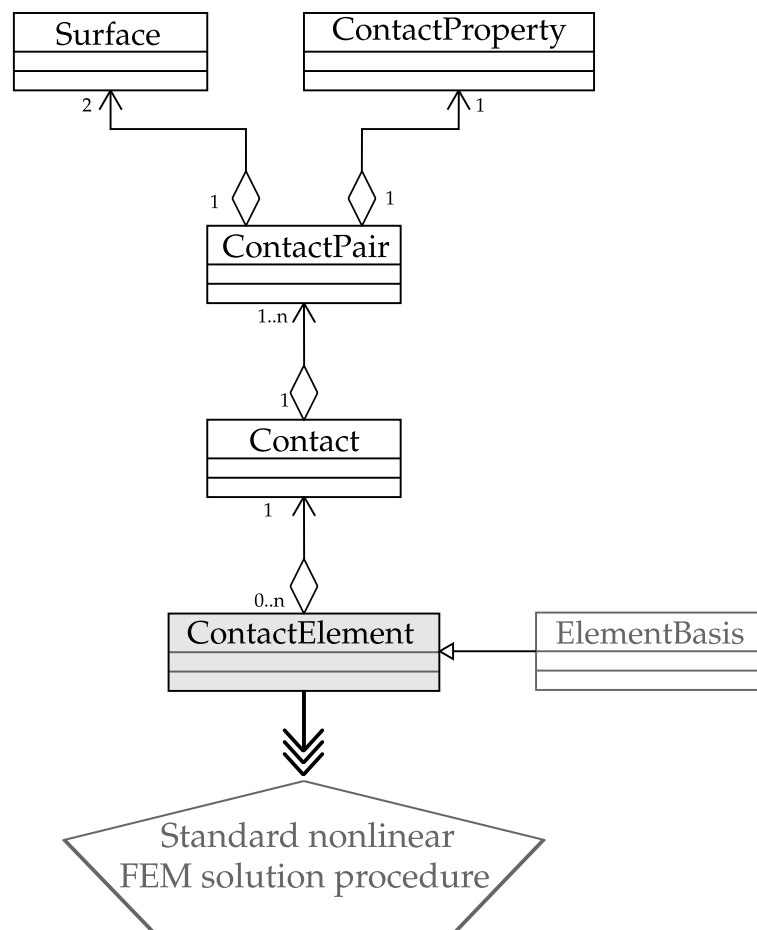 Surface
ContactProperty
2
1
1
1
ContactPair
1..n
1
Contact
1
0..n
ContactElement
ElementBasis
Standard nonlinear
FEM solution procedure